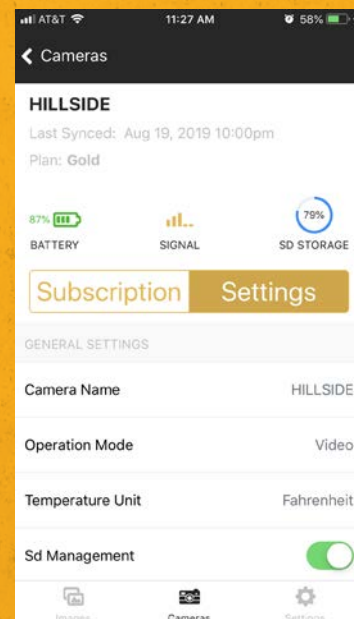 AT&T 11:27 AM 58%
Cameras
HILLSIDE
Last Synced: Aug 19, 2019 10:00pm
Plan: Gold
87% 79%
BATTERY SIGNAL SD STORAGE
Subscription Settings
GENERAL SETTINGS
Camera Name HILLSIDE
Operation Mode Video
Temperature Unit Fahrenheit
Sd Management
Images Cameras Settings